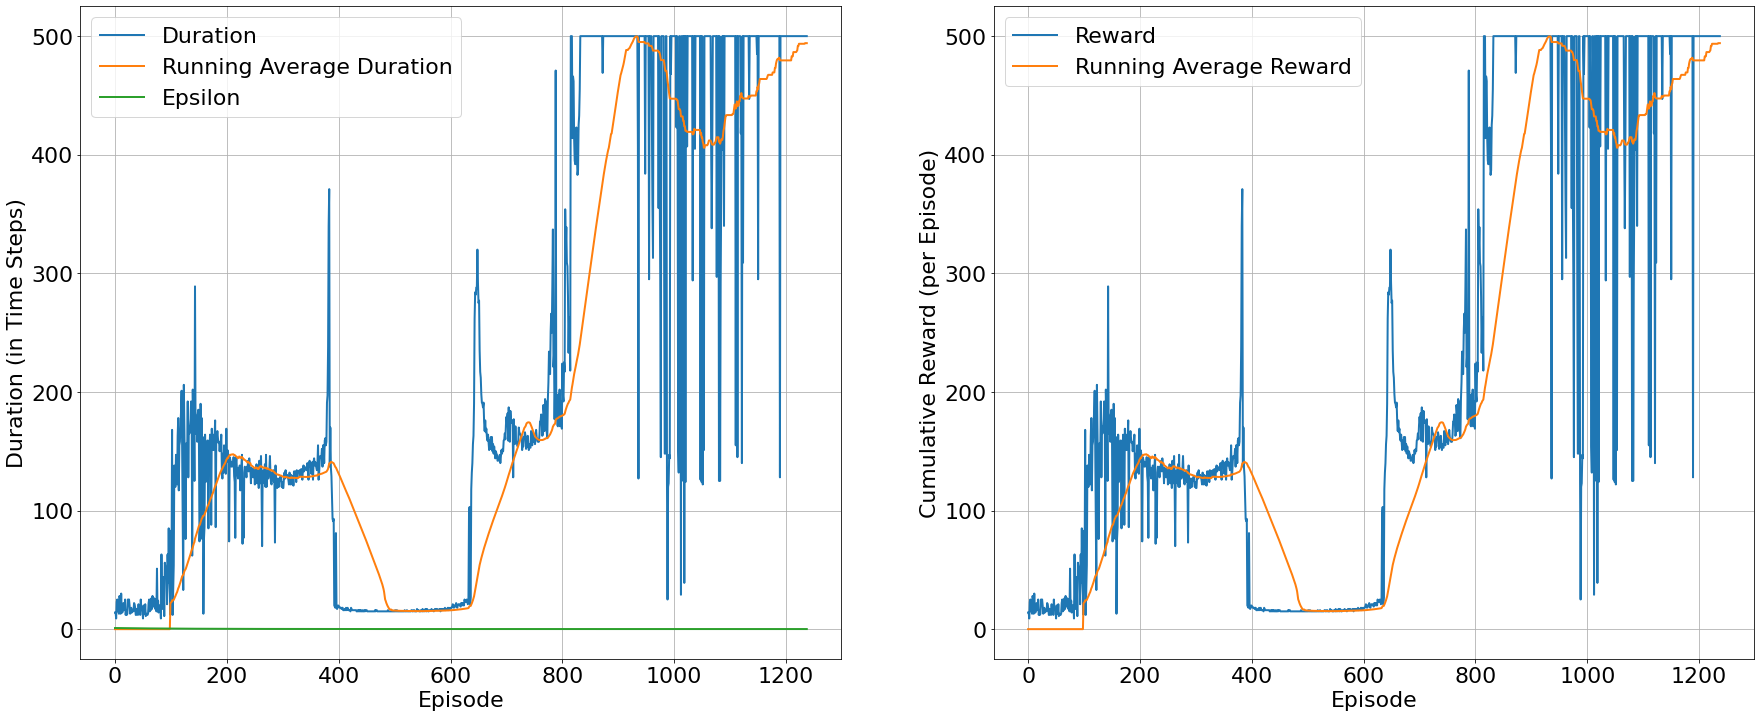 Duration (in Time Steps)
500
400
300
200
100
0
Duration
Running Average Duration
Epsilon
0 200 400 600 800 1000 1200
Episode
Cumulative Reward (per Episode)
500
400
300
200
100
0
Reward
Running Average Reward
0 200 400 600 800 1000 1200
Episode